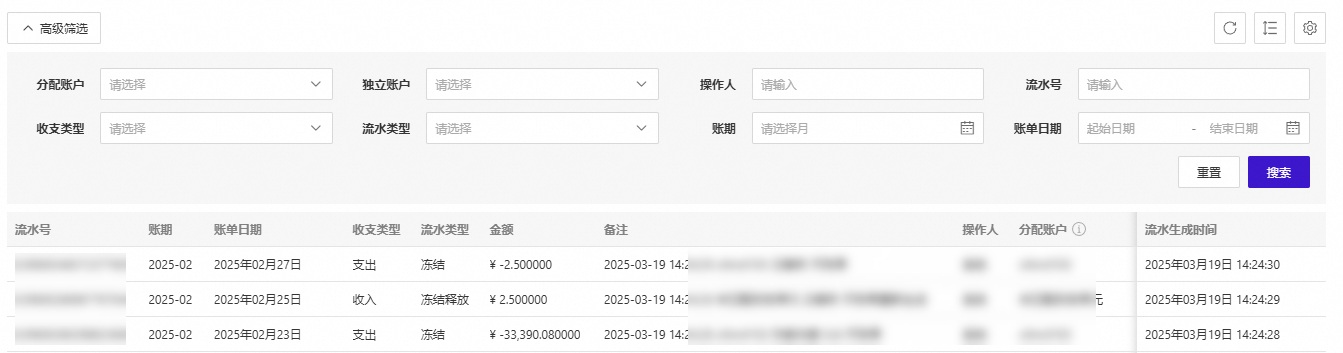 高级筛选
分配账户 请选择 独立账户 请选择 操作人 请输入 流水号 请输入
收支类型 请选择 流水类型 请选择 账期 请选择月 账单日期 起始日期 - 结束日期
重置 搜索
流水号 账期 账单日期 收支类型 流水类型 金额 备注 操作人 分配账户 流水生成时间
2025-02 2025年02月27日 支出 冻结 ¥ -2.500000 2025-03-19 14:2 2025年03月19日 14:24:30
2025-02 2025年02月25日 收入 冻结释放 ¥ 2.500000 2025-03-19 14:2 元 2025年03月19日 14:24:29
2025-02 2025年02月23日 支出 冻结 ¥ -33,390.080000 2025-03-19 14:2 2025年03月19日 14:24:28